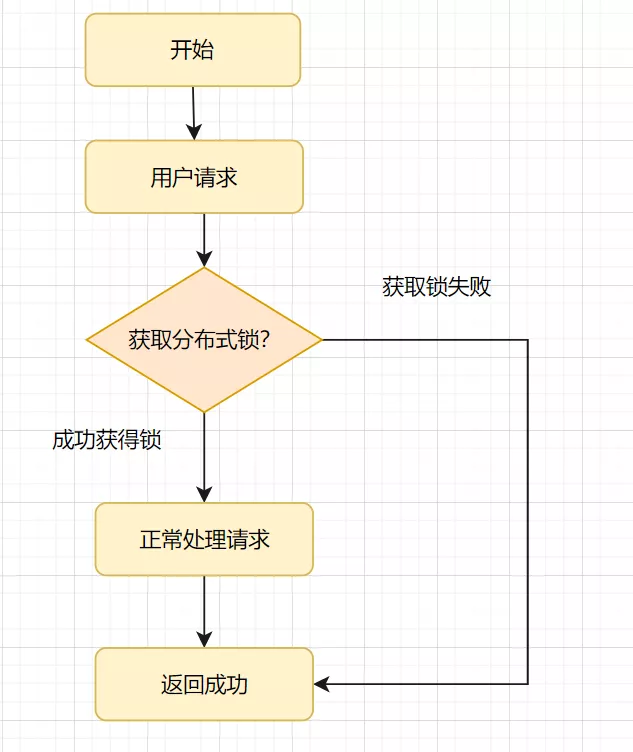 开始
用户请求
获取锁失败
获取分布式锁?
成功获得锁
正常处理请求
返回成功